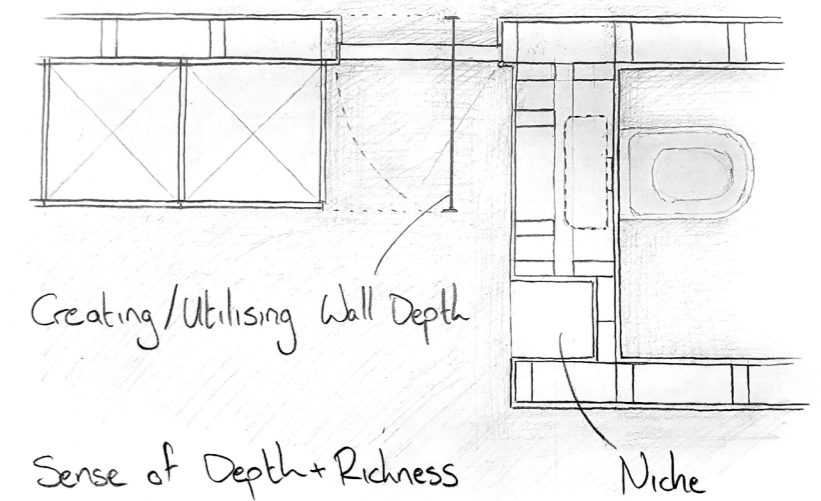 Creating/Utilising Wall Depth
Sense of Depth + Richness
Niche